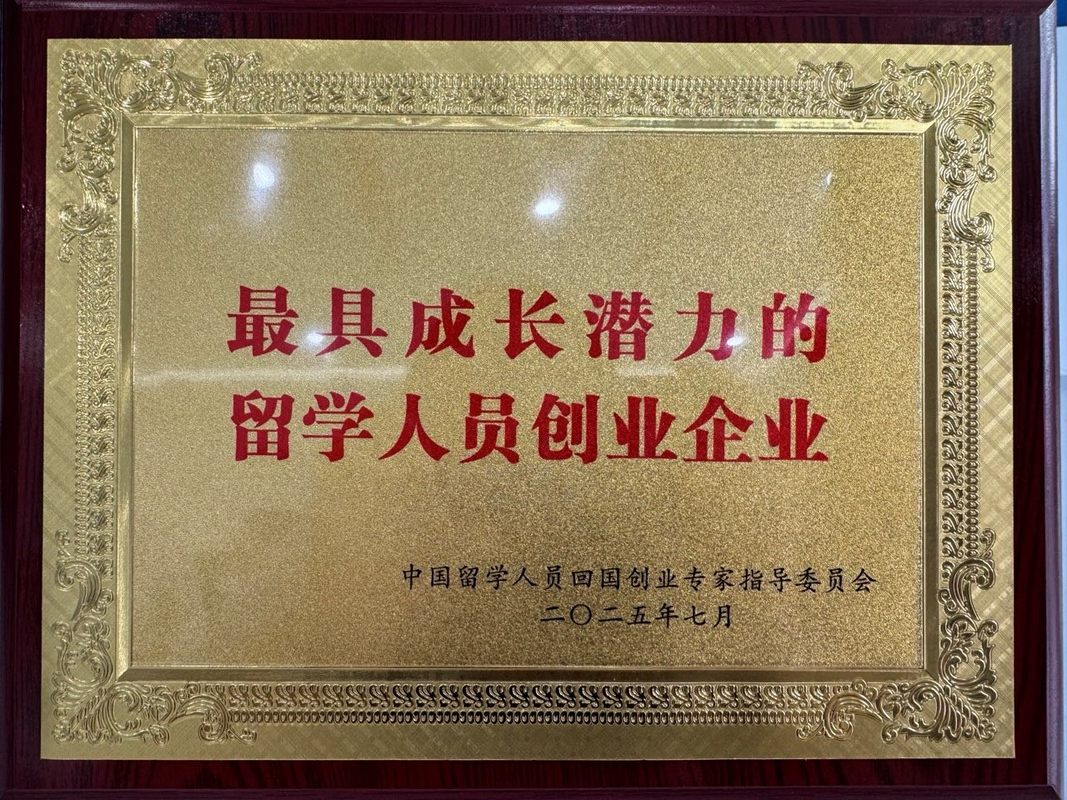 最具成长潜力的
留学人员创业企业
中国留学人员回国创业专家指导委员会
二〇二五年七月